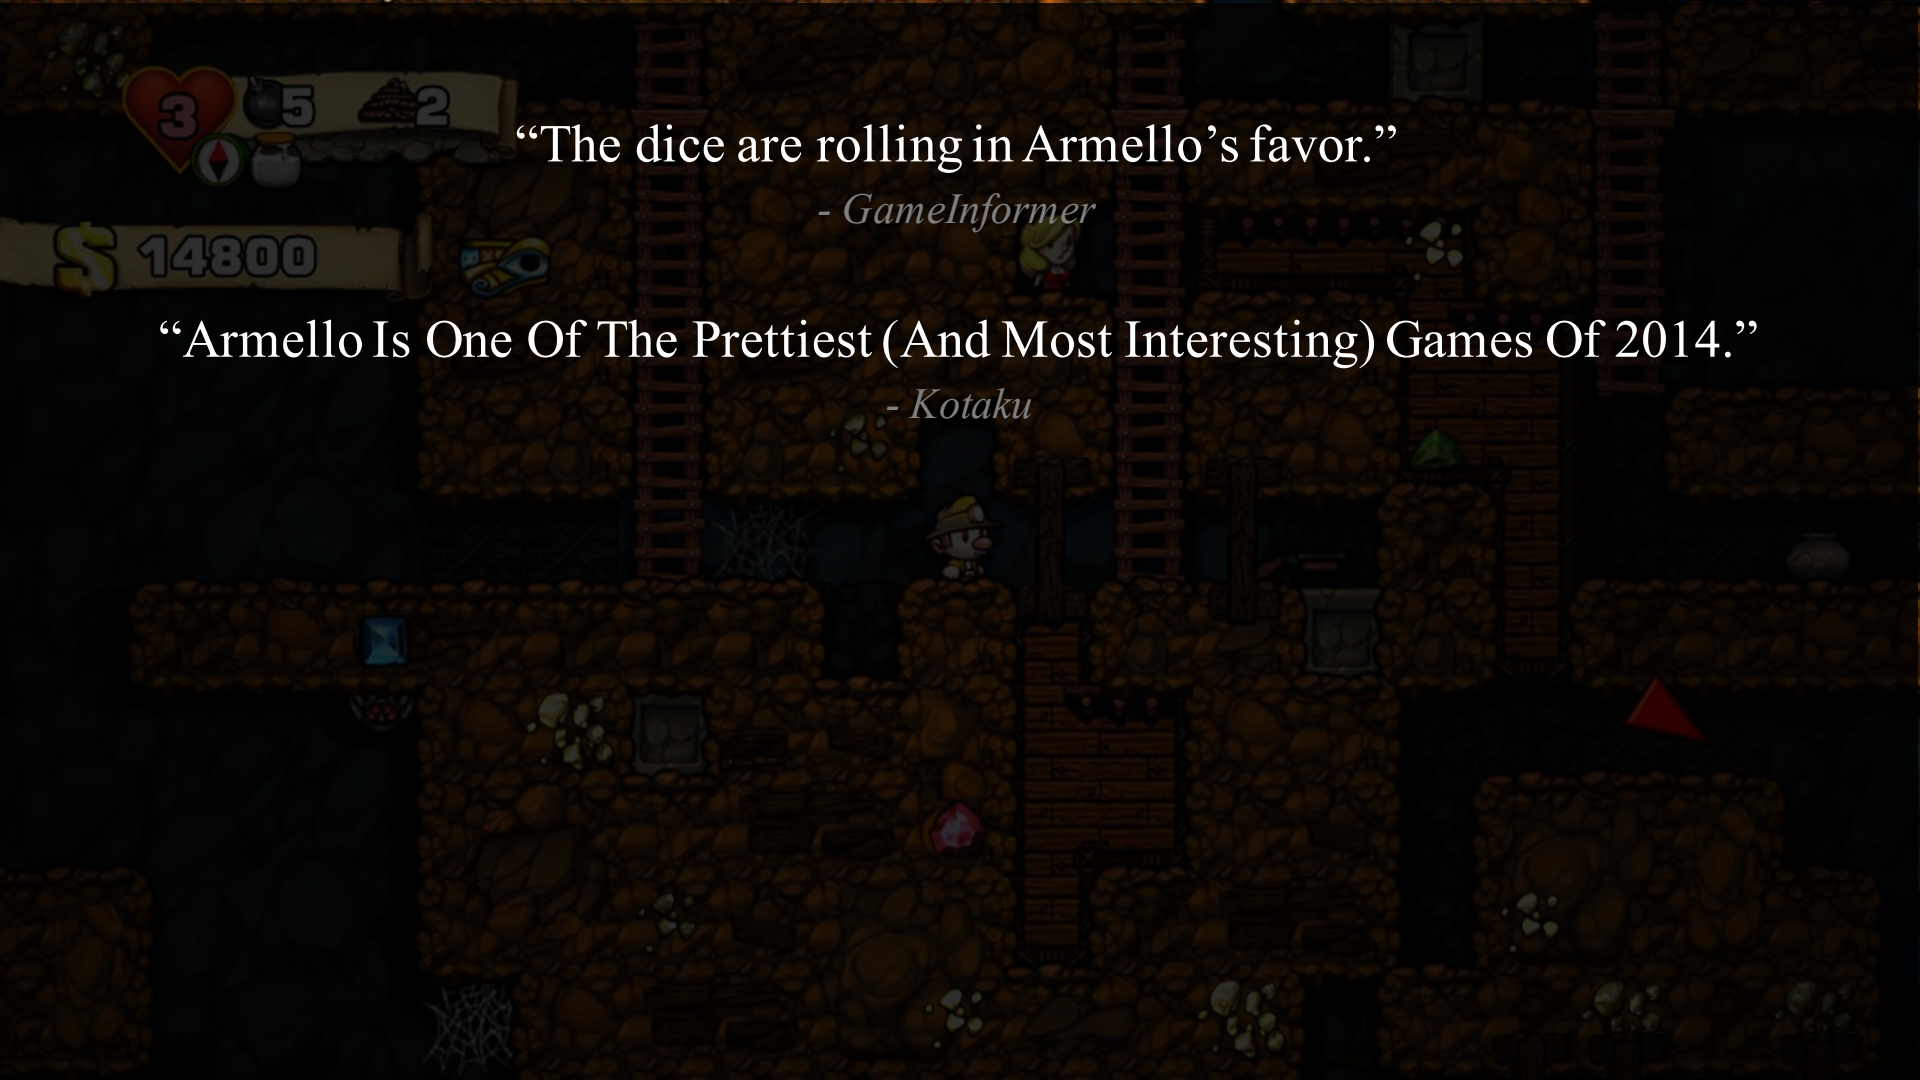 3 5 2
“The dice are rolling in Armello’s favor.”
- GameInformer
$ 14800
“Armello Is One Of The Prettiest (And Most Interesting) Games Of 2014.”
- Kotaku